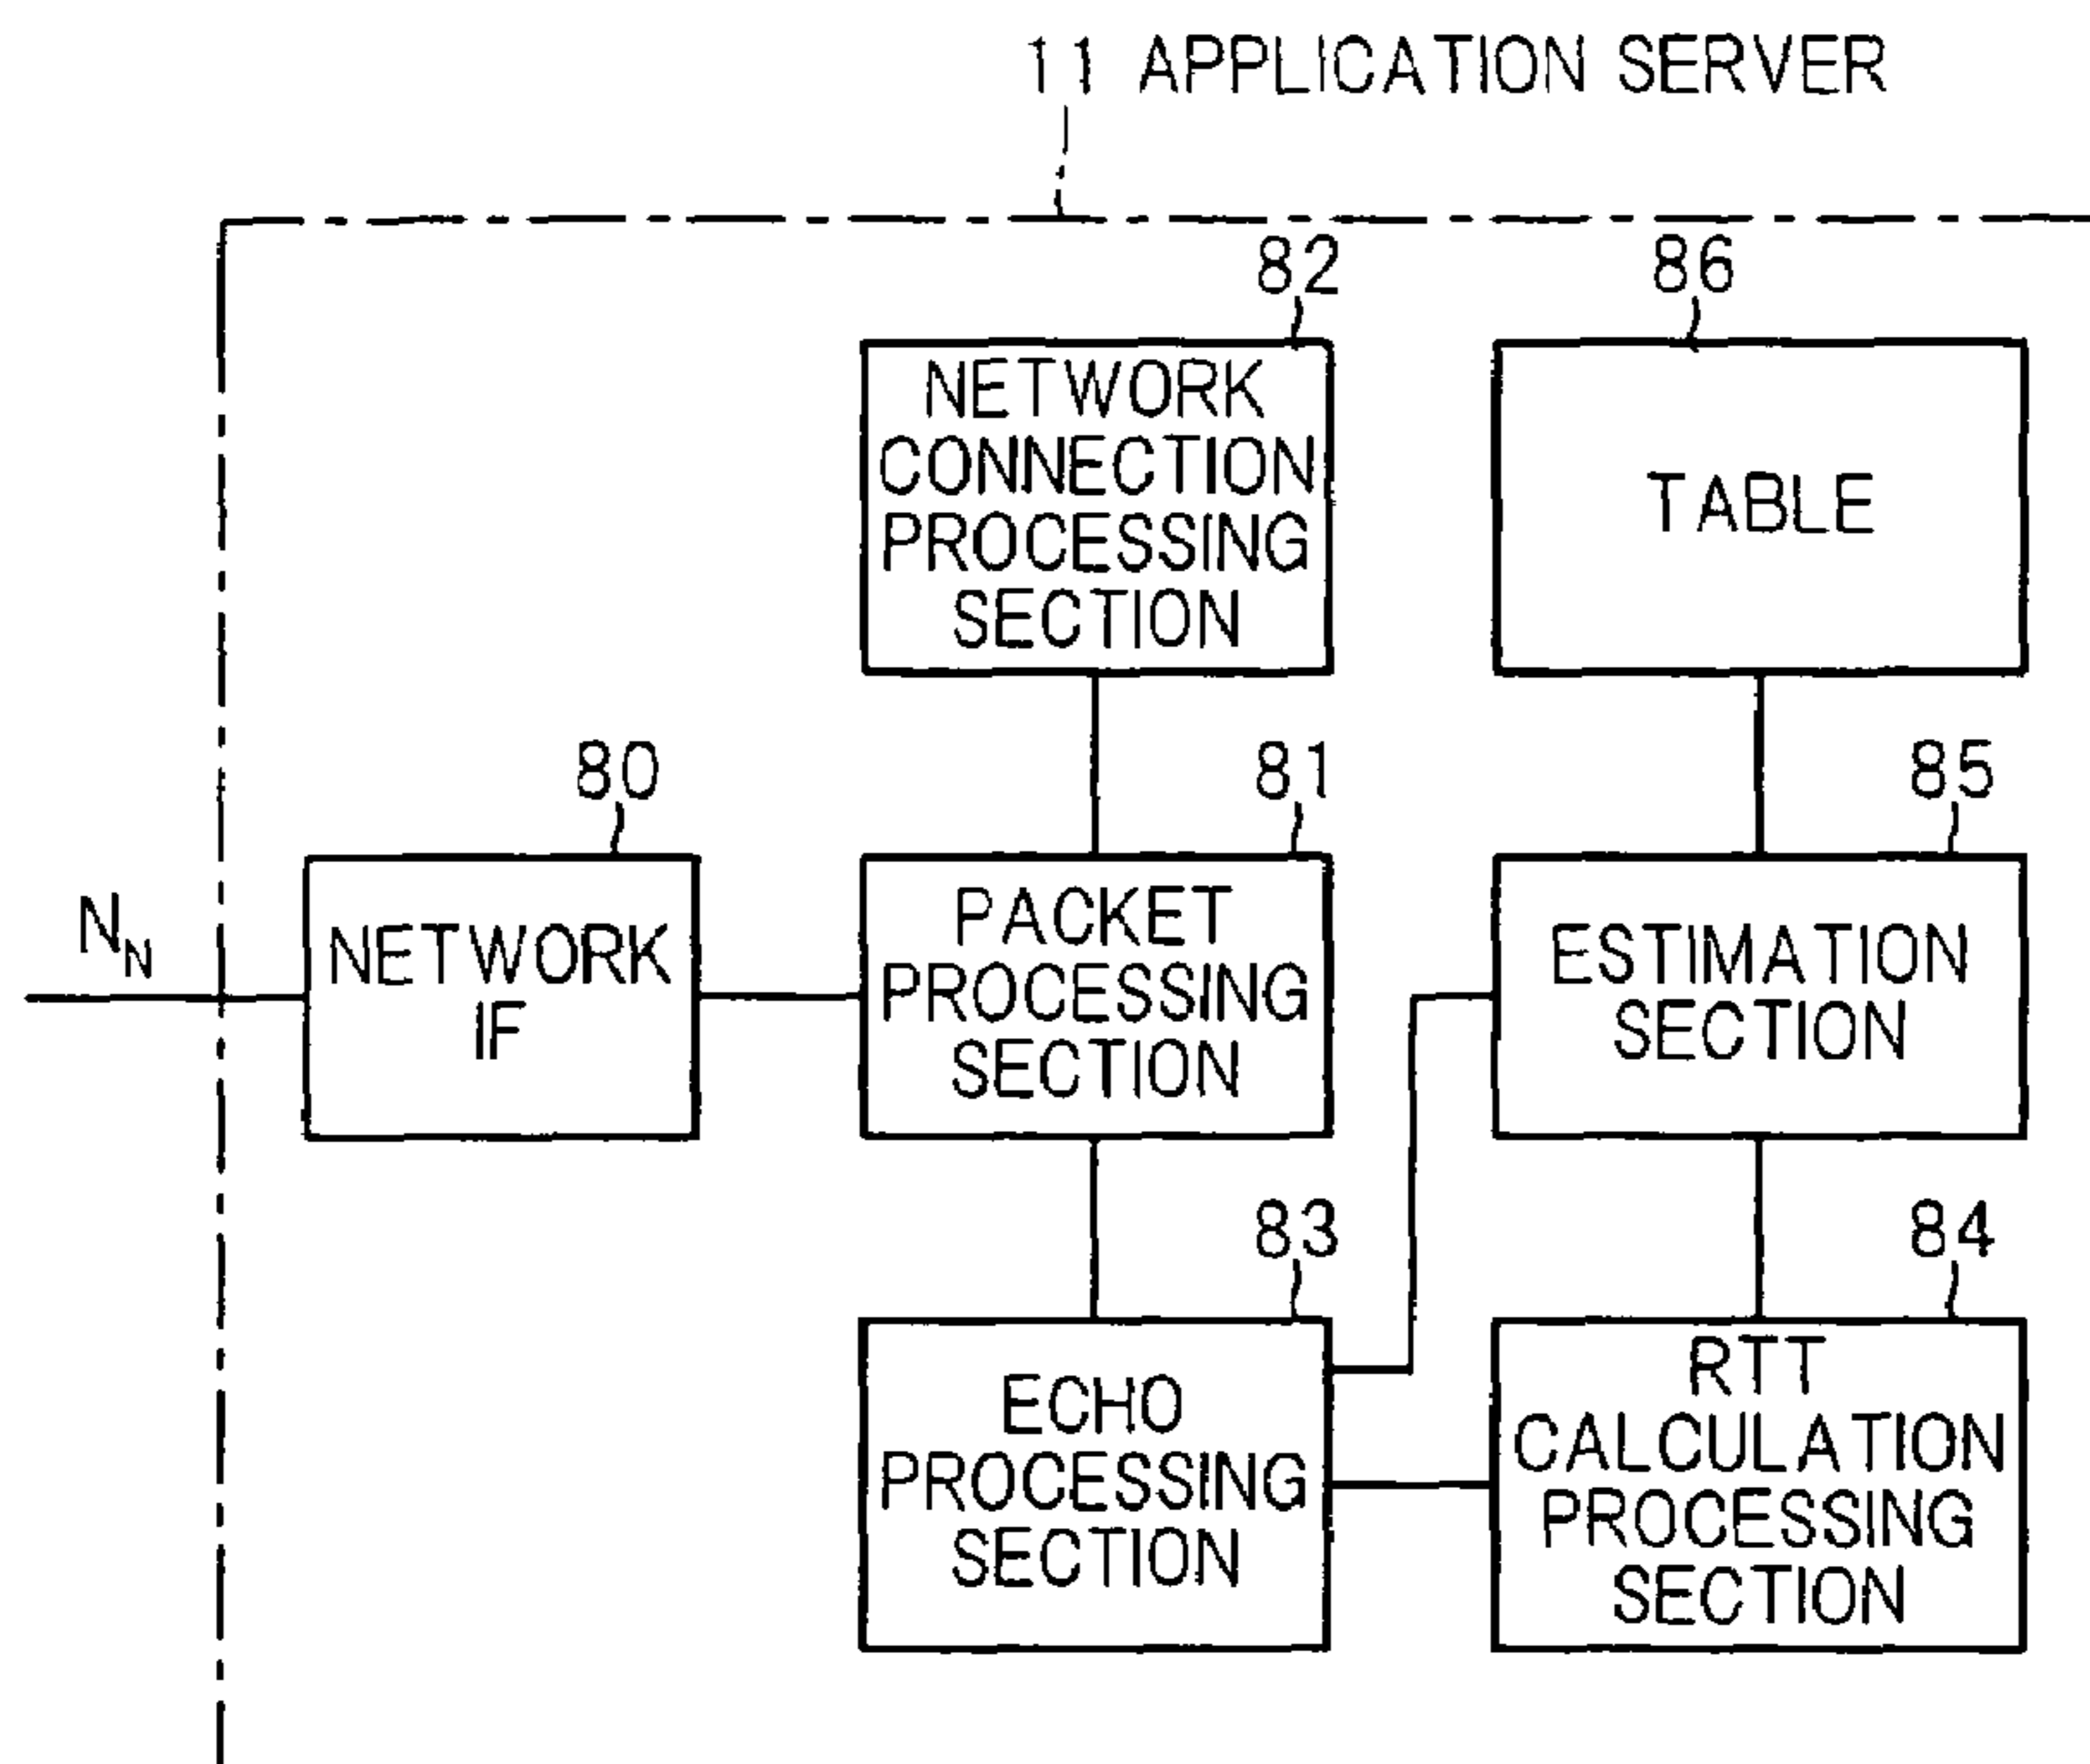 11 APPLICATION SERVER
82
NETWORK
CONNECTION
PROCESSING
SECTION
86
TABLE
80
NETWORK
IF
N_N
81
PACKET
PROCESSING
SECTION
85
ESTIMATION
SECTION
83
ECHO
PROCESSING
SECTION
84
RTT
CALCULATION
PROCESSING
SECTION